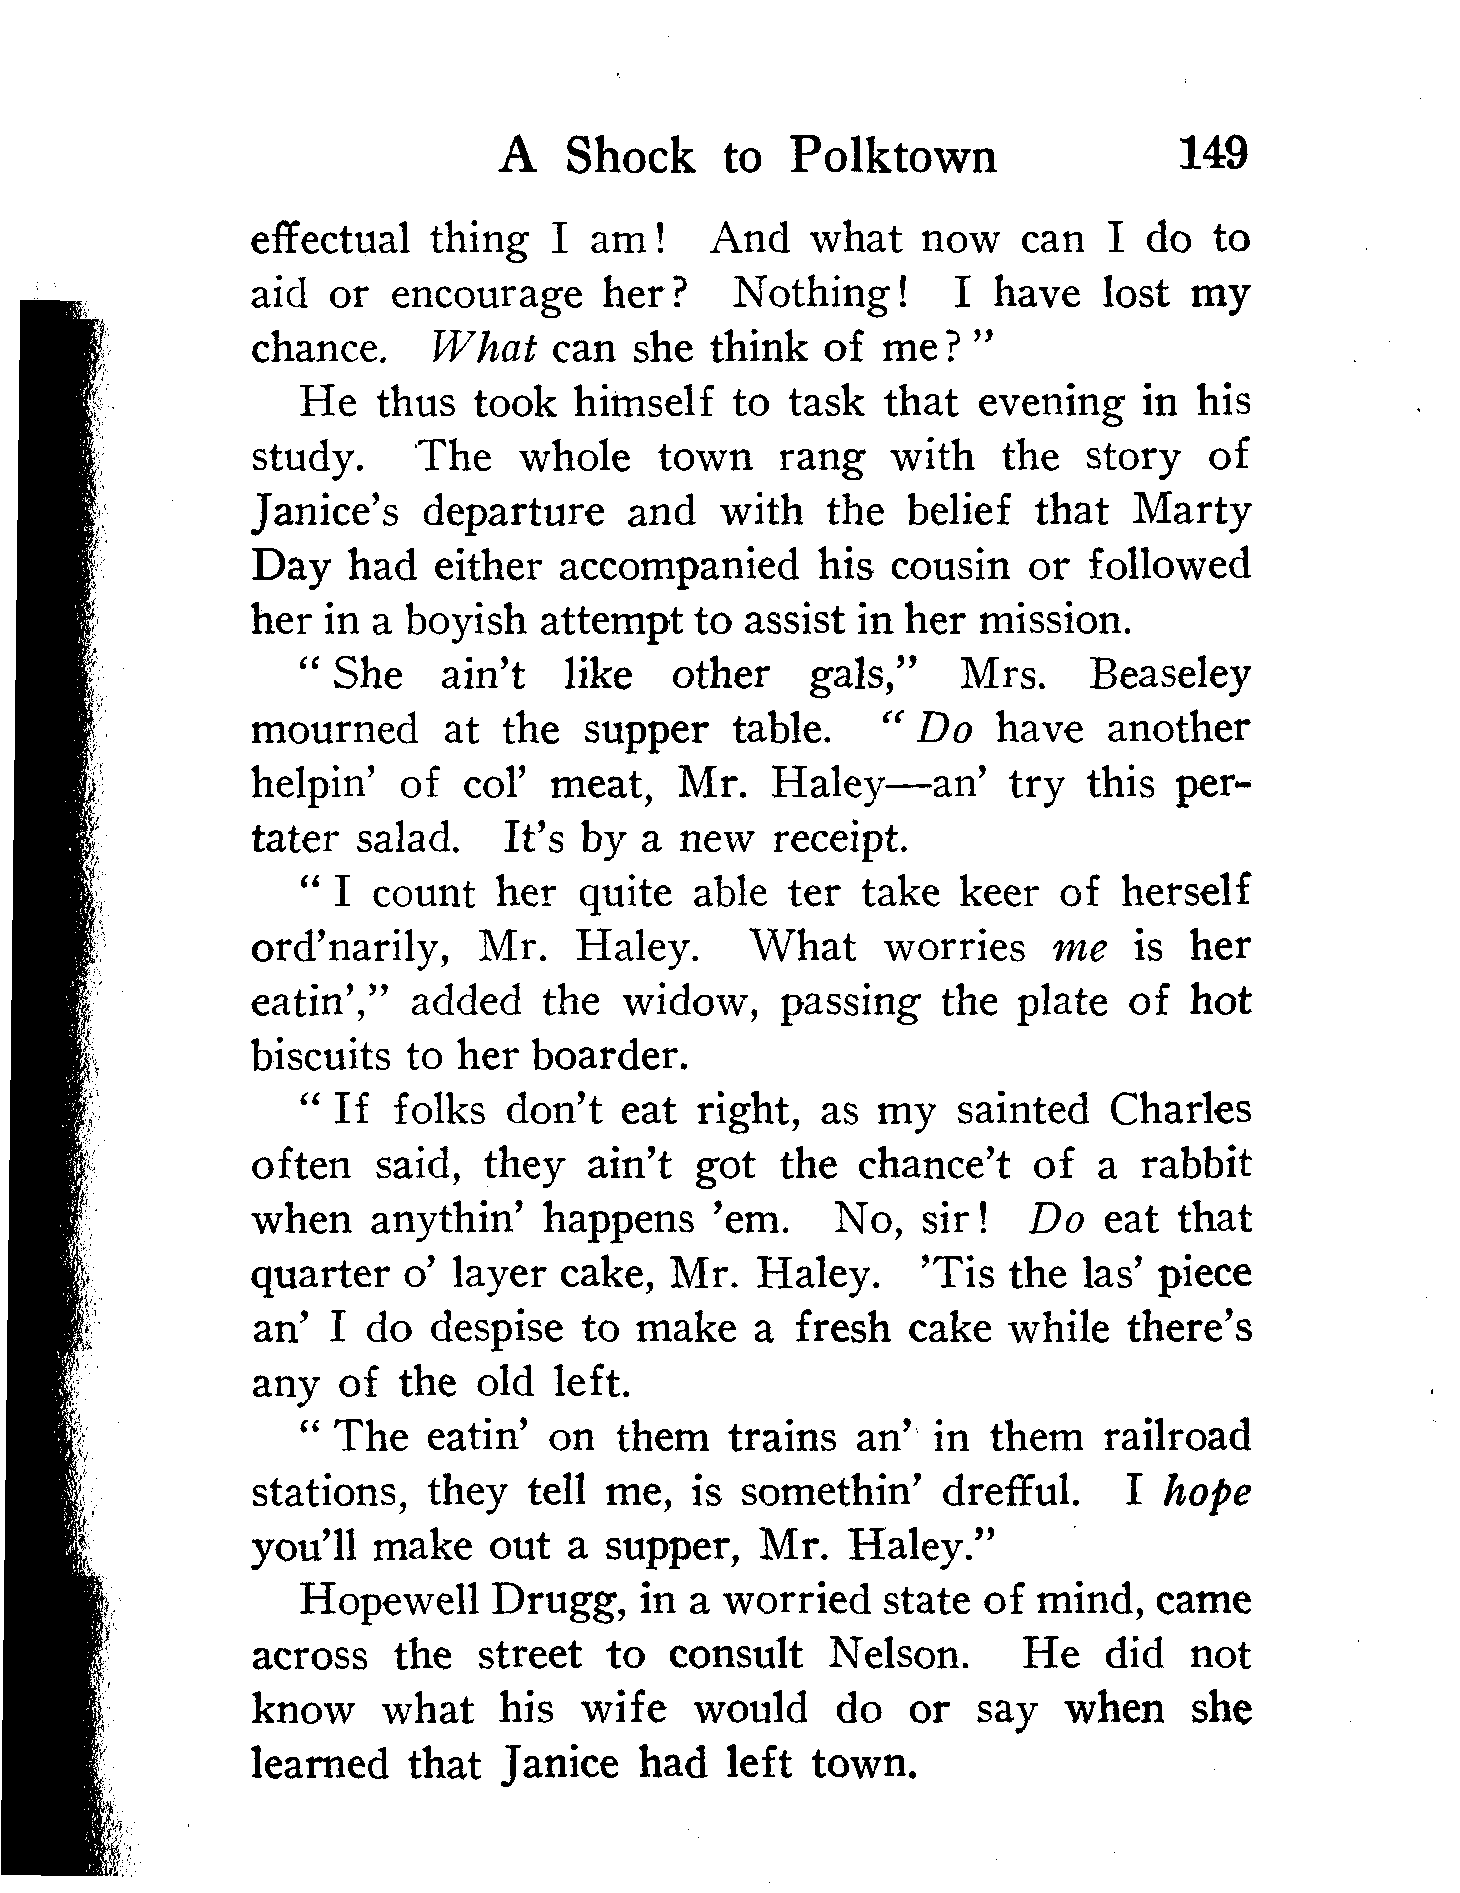 A Shock to Polktown 149
effectual thing I am! And what now can I do to
aid or encourage her? Nothing! I have lost my
chance. What can she think of me?"
He thus took himself to task that evening in his
study. The whole town rang with the story of
Janice's departure and with the belief that Marty
Day had either accompanied his cousin or followed
her in a boyish attempt to assist in her mission.
"She ain't like other gals," Mrs. Beaseley
mourned at the supper table. "Do have another
helpin' of col' meat, Mr. Haley—an' try this per-
tater salad. It's by a new receipt.
"I count her quite able ter take keer of herself
ord'narily, Mr. Haley. What worries me is her
eatin'," added the widow, passing the plate of hot
biscuits to her boarder.
"If folks don't eat right, as my sainted Charles
often said, they ain't got the chance't of a rabbit
when anythin' happens 'em. No, sir! Do eat that
quarter o' layer cake, Mr. Haley. 'Tis the las' piece
an' I do despise to make a fresh cake while there's
any of the old left.
"The eatin' on them trains an' in them railroad
stations, they tell me, is somethin' drefful. I hope
you'll make out a supper, Mr. Haley."
Hopewell Drugg, in a worried state of mind, came
across the street to consult Nelson. He did not
know what his wife would do or say when she
learned that Janice had left town.